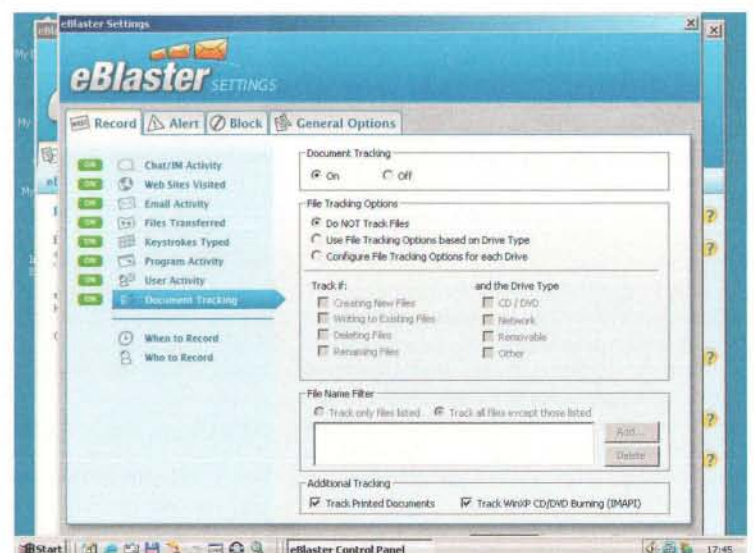 eBlaster Settings
eBlaster SETTINGS
Record
Alert
Block
General Options
ON Chat/IM Activity
ON Web Sites Visited
ON Email Activity
ON Files Transferred
ON Keystrokes Typed
ON Program Activity
ON User Activity
ON Document Tracking
When to Record
Who to Record
Document Tracking
On
Off
File Tracking Options
Do NOT Track Files
Use File Tracking Options based on Drive Type
Configure File Tracking Options for each Drive
Track if:
Creating New Files
Writing to Existing Files
Deleting Files
Renaming Files
and the Drive Type
CD / DVD
Network
Removable
Other
File Name Filter
Track only files listed
Track all files except those listed
Add...
Delete
Additional Tracking
Track Printed Documents
Track WinXP CD/DVD Burning (IMAPI)
Start
eBlaster Control Panel
17:45